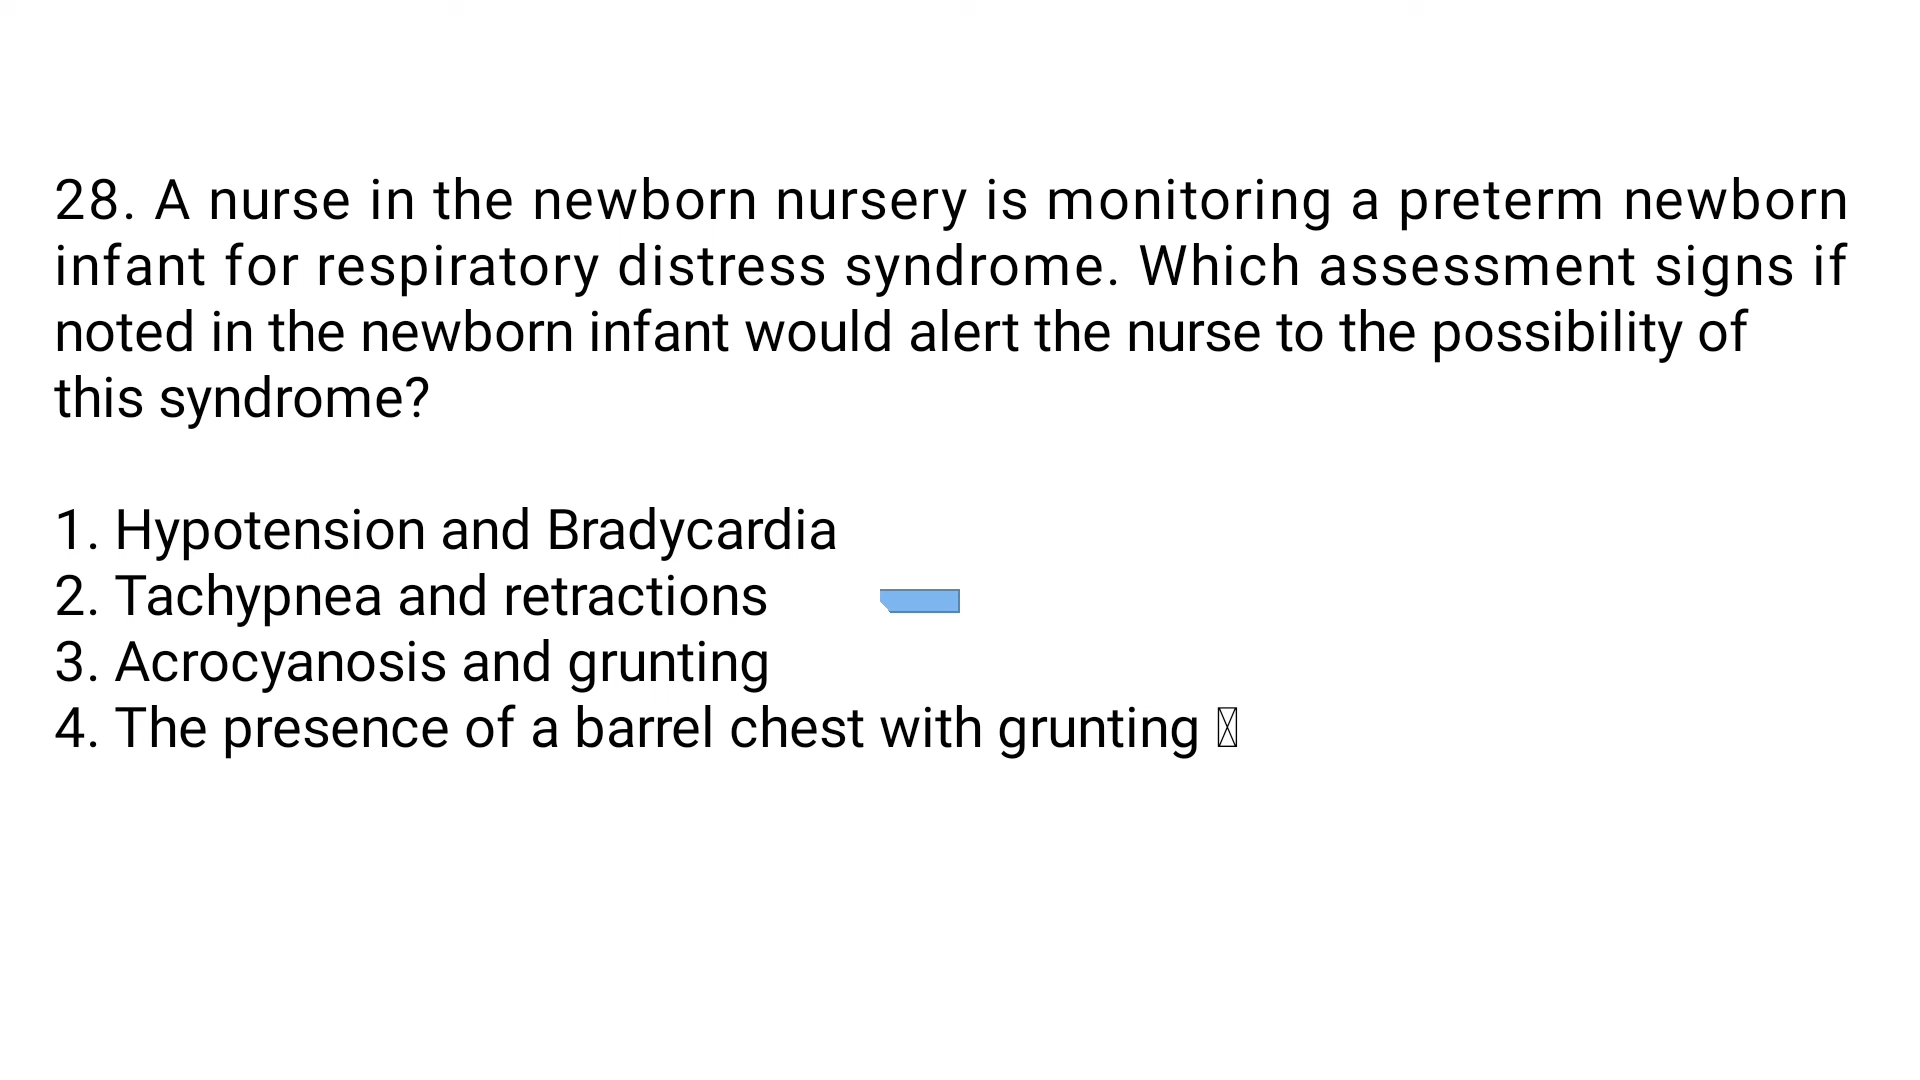 28. A nurse in the newborn nursery is monitoring a preterm newborn
infant for respiratory distress syndrome. Which assessment signs if
noted in the newborn infant would alert the nurse to the possibility of
this syndrome?
1. Hypotension and Bradycardia
2. Tachypnea and retractions
3. Acrocyanosis and grunting
4. The presence of a barrel chest with grunting